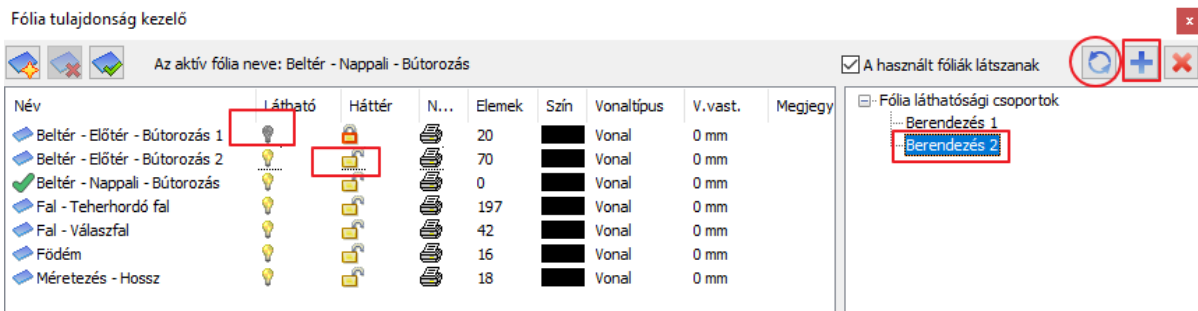 Fólia tulajdonság kezelő
x
Az aktív fólia neve: Beltér - Nappali - Bútorozás
A használt fóliák látszanak
Név Látható Háttér N... Elemek Szín Vonaltípus V.vast. Megjegy
Beltér - Előtér - Bútorozás 1 20 Vonal 0 mm
Beltér - Előtér - Bútorozás 2 70 Vonal 0 mm
Beltér - Nappali - Bútorozás 0 Vonal 0 mm
Fal - Teherhordó fal 197 Vonal 0 mm
Fal - Válaszfal 42 Vonal 0 mm
Födém 16 Vonal 0 mm
Méretezés - Hossz 18 Vonal 0 mm
Fólia láthatósági csoportok
Berendezés 1
Berendezés 2